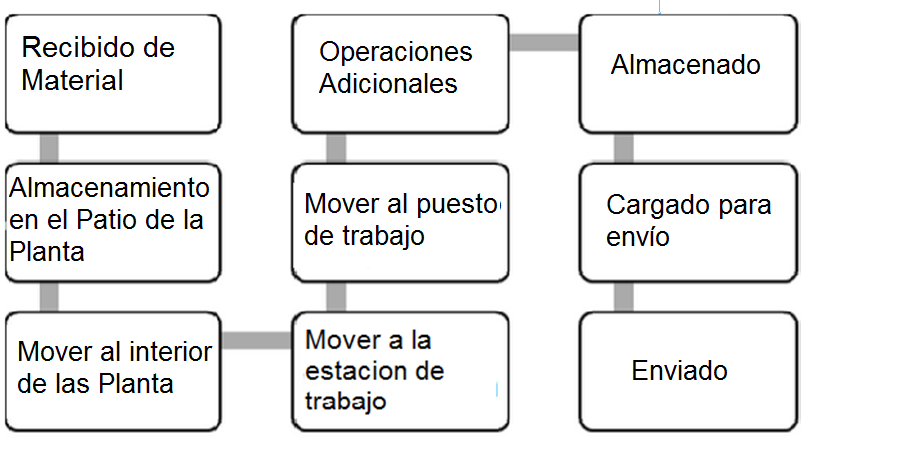 Recibido de
Material
Almacenamiento
en el Patio de la
Planta
Mover al interior
de las Planta
Mover a la
estacion de
trabajo
Mover al puesto
de trabajo
Operaciones
Adicionales
Almacenado
Cargado para
envío
Enviado